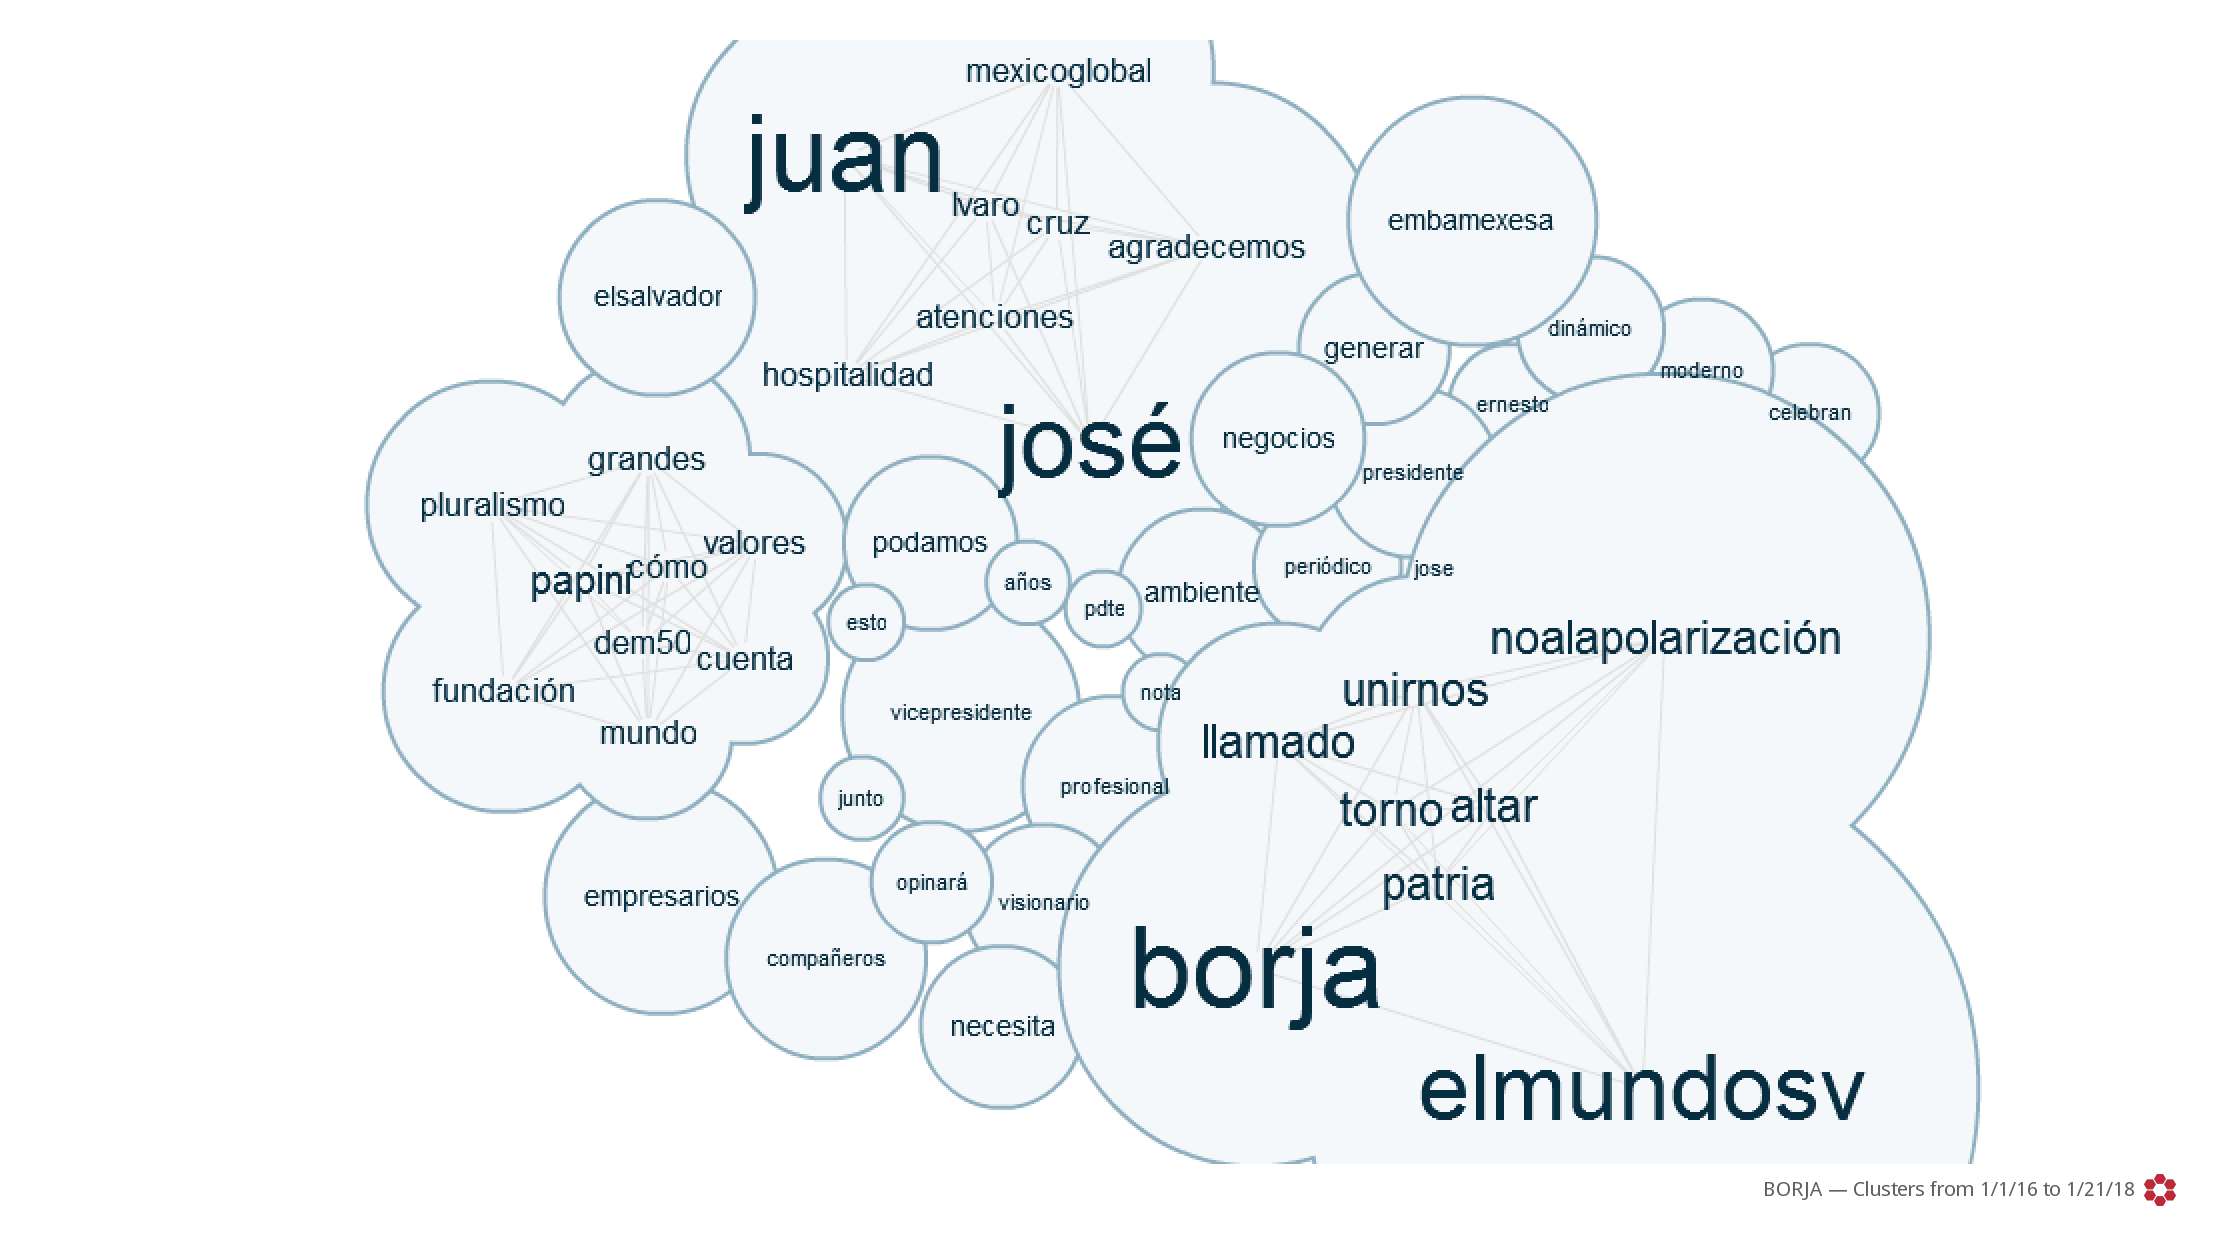 mexicoglobal
juan
lvaro
cruz
embamexesa
agradecemos
elsalvador
atenciones
dinámico
generar
moderno
hospitalidad
ernesto
celebran
josé
negocios
grandes
presidente
pluralismo
valores
podamos
cómo
periódico
jose
papini
años
ambiente
pdte
esto
dem50
noalapolarización
cuenta
fundación
unirnos
nota
vicepresidente
mundo
llamado
profesional
junto
torno altar
opinará
patria
empresarios
visionario
compañeros
borja
necesita
elmundosv
BORJA — Clusters from 1/1/16 to 1/21/18